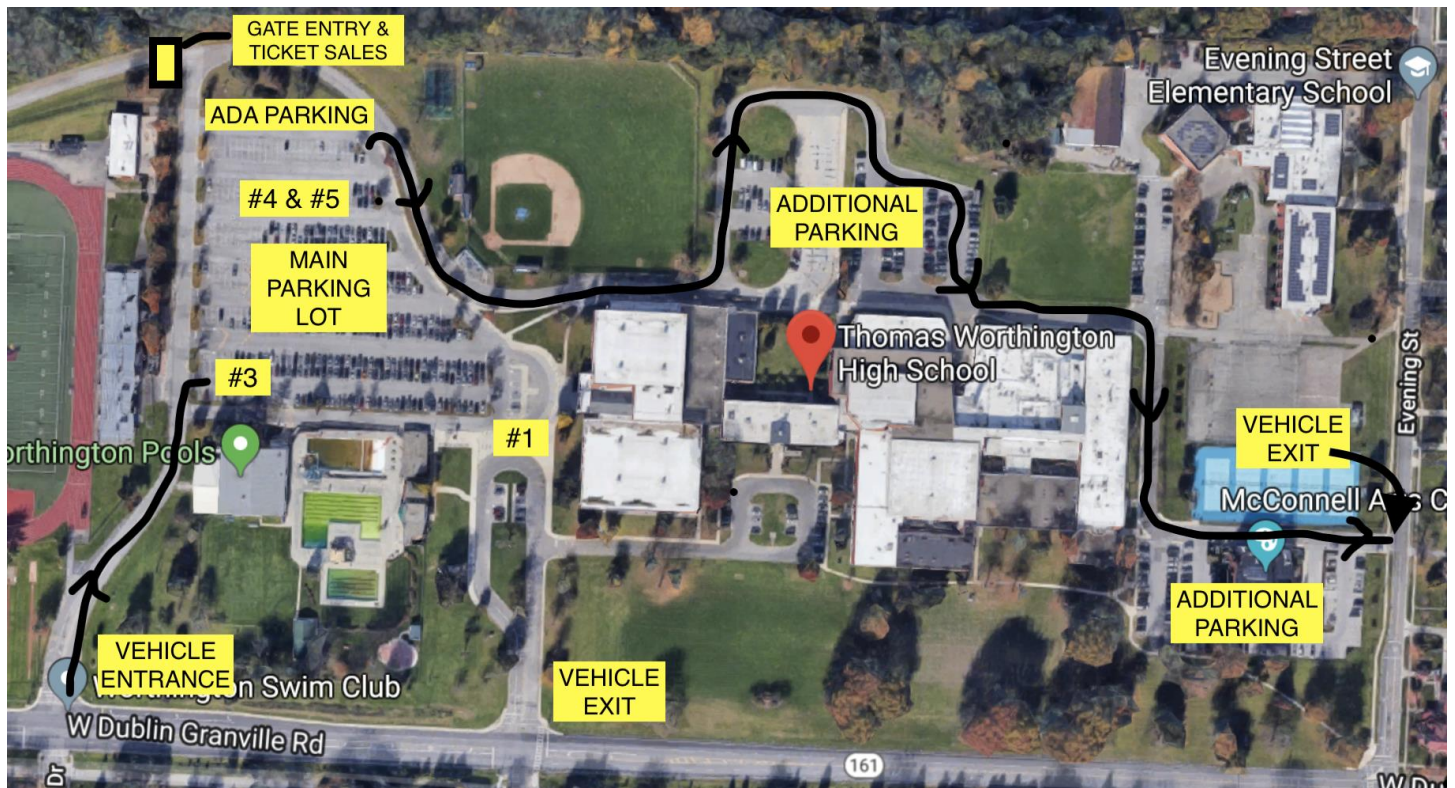 GATE ENTRY &
TICKET SALES
Evening Street
Elementary School
ADA PARKING
#4 & #5
ADDITIONAL
PARKING
MAIN
PARKING
LOT
Thomas Worthington
High School
#3
#1
orthington Pools
Evening St
VEHICLE
EXIT
McConnell A s C
ADDITIONAL
PARKING
VEHICLE
ENTRANCE
Worthington Swim Club
VEHICLE
EXIT
W Dublin Granville Rd
161
Dr
W Du